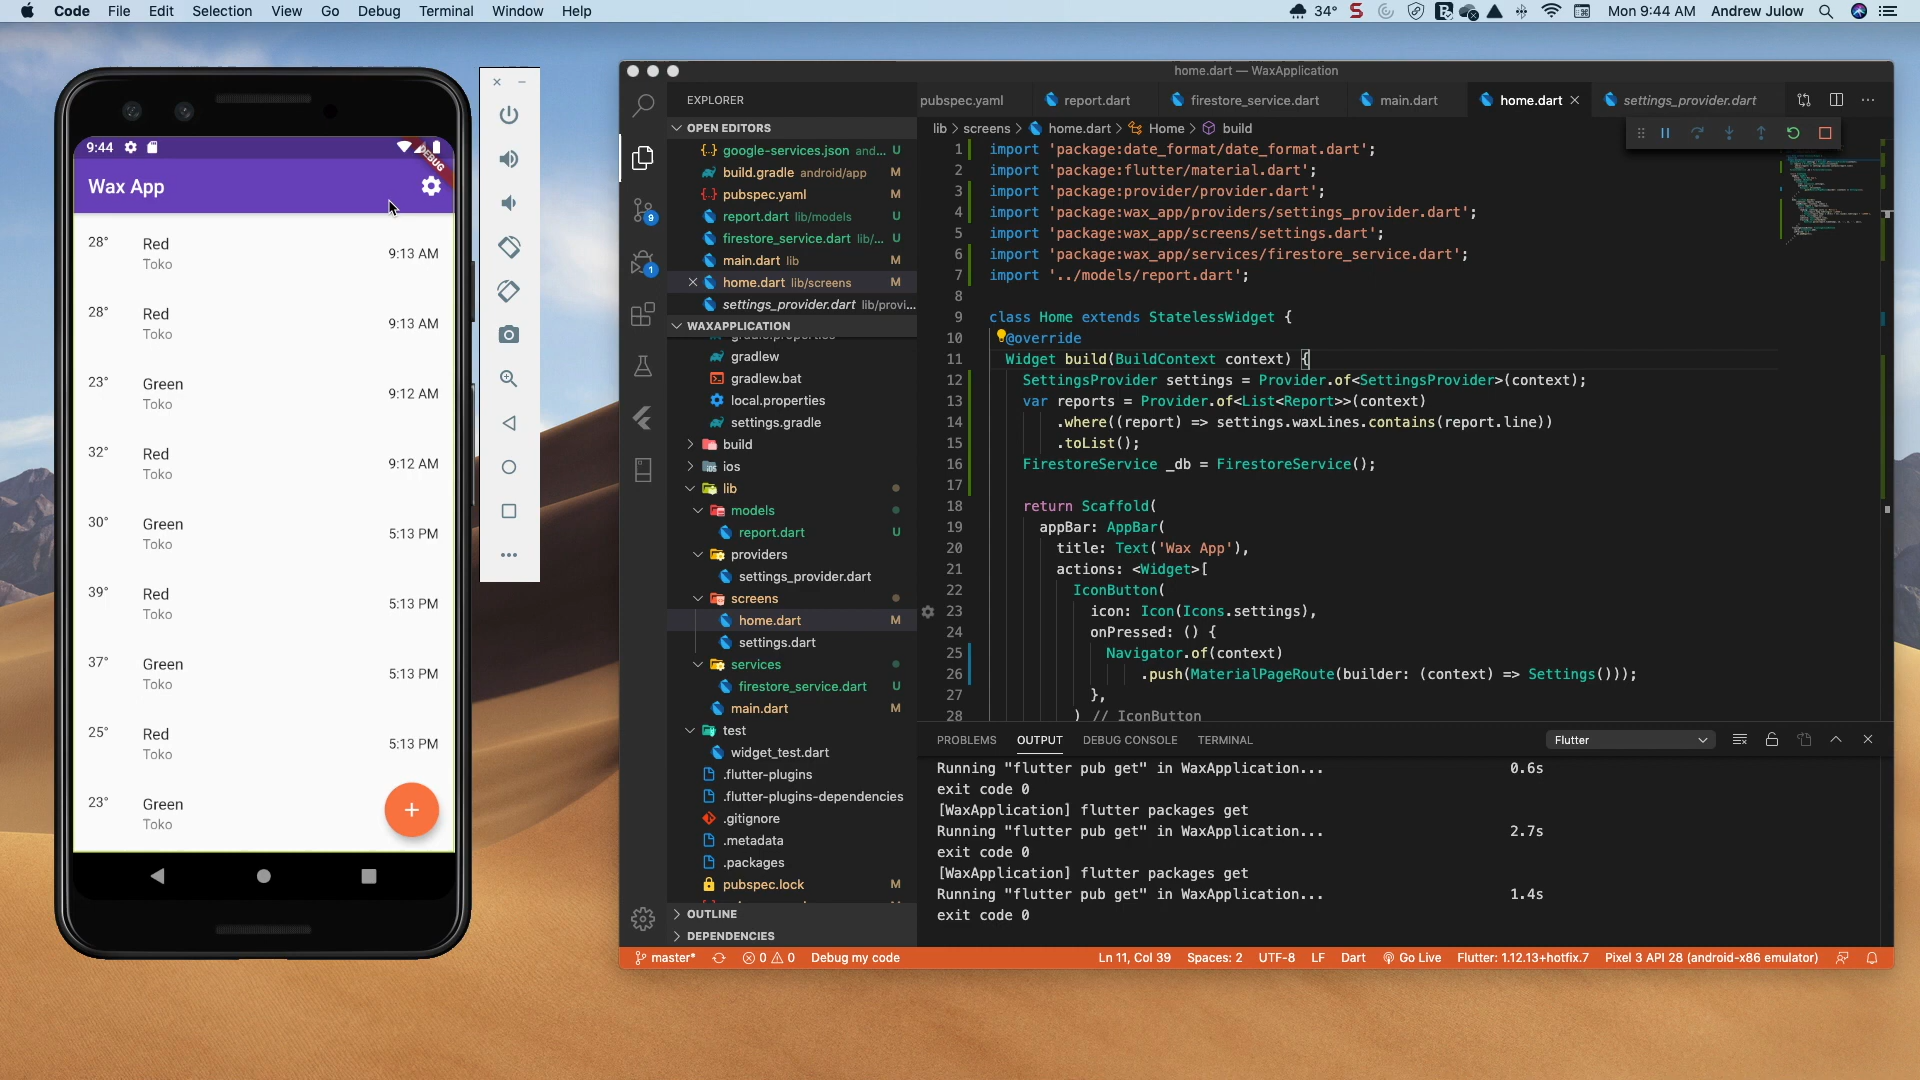 Code File Edit Selection View Go Debug Terminal Window Help
34° Mon 9:44 AM Andrew Julow
9:44
DEBUG
Wax App
28° Red 9:13 AM
Toko
28° Red 9:13 AM
Toko
23° Green 9:12 AM
Toko
32° Red 9:12 AM
Toko
30° Green 5:13 PM
Toko
39° Red 5:13 PM
Toko
37° Green 5:13 PM
Toko
25° Red 5:13 PM
Toko
23° Green
Toko
+
home.dart — WaxApplication
EXPLORER
OPEN EDITORS
google-services.json and... U
build.gradle android/app M
pubspec.yaml M
report.dart lib/models U
firestore_service.dart lib/... U
main.dart lib M
home.dart lib/screens M
settings_provider.dart lib/provi...
WAXAPPLICATION
gradlew
gradlew.bat
local.properties
settings.gradle
build
ios
lib
models
report.dart U
providers
settings_provider.dart
screens
home.dart M
settings.dart
services
firestore_service.dart U
main.dart M
test
widget_test.dart
.flutter-plugins
.flutter-plugins-dependencies
.gitignore
.metadata
.packages
pubspec.lock M
OUTLINE
DEPENDENCIES
9
1
pubspec.yaml report.dart firestore_service.dart main.dart home.dart settings_provider.dart
lib > screens > home.dart > Home > build
1 import 'package:date_format/date_format.dart';
2 import 'package:flutter/material.dart';
3 import 'package:provider/provider.dart';
4 import 'package:wax_app/providers/settings_provider.dart';
5 import 'package:wax_app/screens/settings.dart';
6 import 'package:wax_app/services/firestore_service.dart';
7 import '../models/report.dart';
8
9 class Home extends StatelessWidget {
10 @override
11 Widget build(BuildContext context) {
12 SettingsProvider settings = Provider.of<SettingsProvider>(context);
13 var reports = Provider.of<List<Report>>(context)
14 .where((report) => settings.waxLines.contains(report.line))
15 .toList();
16 FirestoreService _db = FirestoreService();
17
18 return Scaffold(
19 appBar: AppBar(
20 title: Text('Wax App'),
21 actions: <Widget>[
22 IconButton(
23 icon: Icon(Icons.settings),
24 onPressed: () {
25 Navigator.of(context)
26 .push(MaterialPageRoute(builder: (context) => Settings()));
27 },
28 ) // IconButton
PROBLEMS OUTPUT DEBUG CONSOLE TERMINAL Flutter
Running "flutter pub get" in WaxApplication... 0.6s
exit code 0
[WaxApplication] flutter packages get
Running "flutter pub get" in WaxApplication... 2.7s
exit code 0
[WaxApplication] flutter packages get
Running "flutter pub get" in WaxApplication... 1.4s
exit code 0
master* 0 0 Debug my code Ln 11, Col 39 Spaces: 2 UTF-8 LF Dart Go Live Flutter: 1.12.13+hotfix.7 Pixel 3 API 28 (android-x86 emulator)